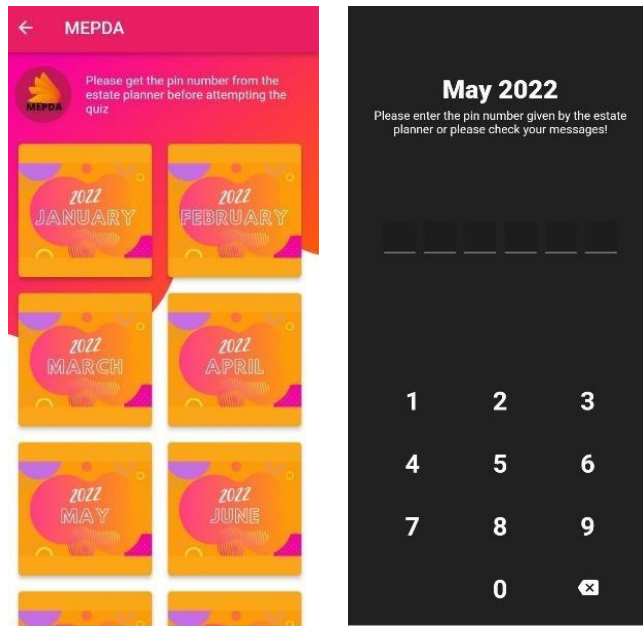 MEPDA
MEPDA
Please get the pin number from the
estate planner before attempting the
quiz
2022
JANUARY
2022
FEBRUARY
2022
MARCH
2022
APRIL
2022
MAY
2022
JUNE
May 2022
Please enter the pin number given by the estate
planner or please check your messages!
1 2 3
4 5 6
7 8 9
0